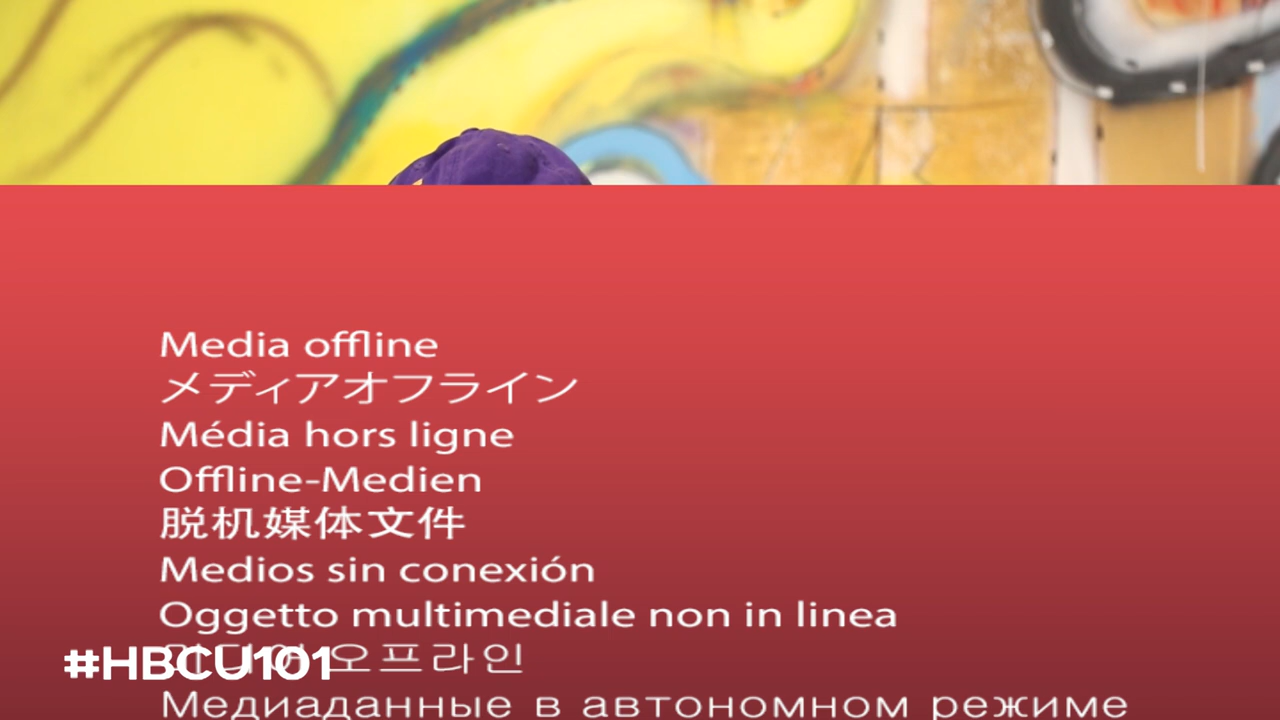 Media offline
メディアオフライン
Média hors ligne
Offline-Medien
脱机媒体文件
Medios sin conexión
Oggetto multimediale non in linea
오프라인
#HBCU101
Медиаданные в автономном режиме